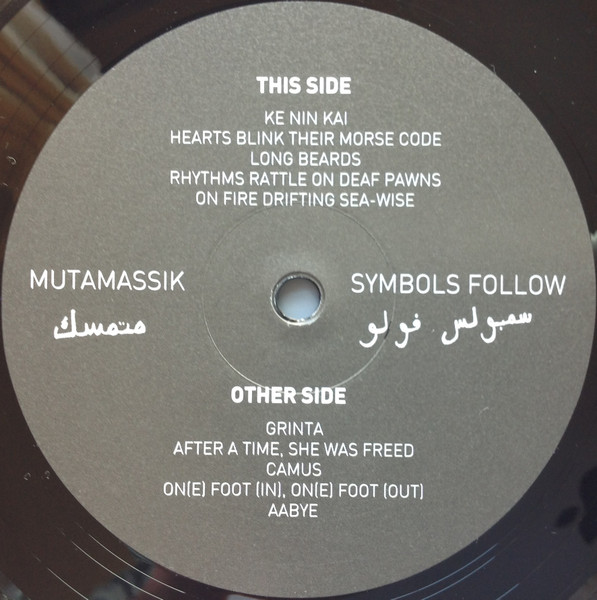 THIS SIDE
KE NIN KAI
HEARTS BLINK THEIR MORSE CODE
LONG BEARDS
RHYTHMS RATTLE ON DEAF PAWNS
ON FIRE DRIFTING SEA-WISE
MUTAMASSIK
متمسك
SYMBOLS FOLLOW
سمبولس فولو
OTHER SIDE
GRINTA
AFTER A TIME, SHE WAS FREED
CAMUS
ON(E) FOOT (IN), ON(E) FOOT (OUT)
AABYE